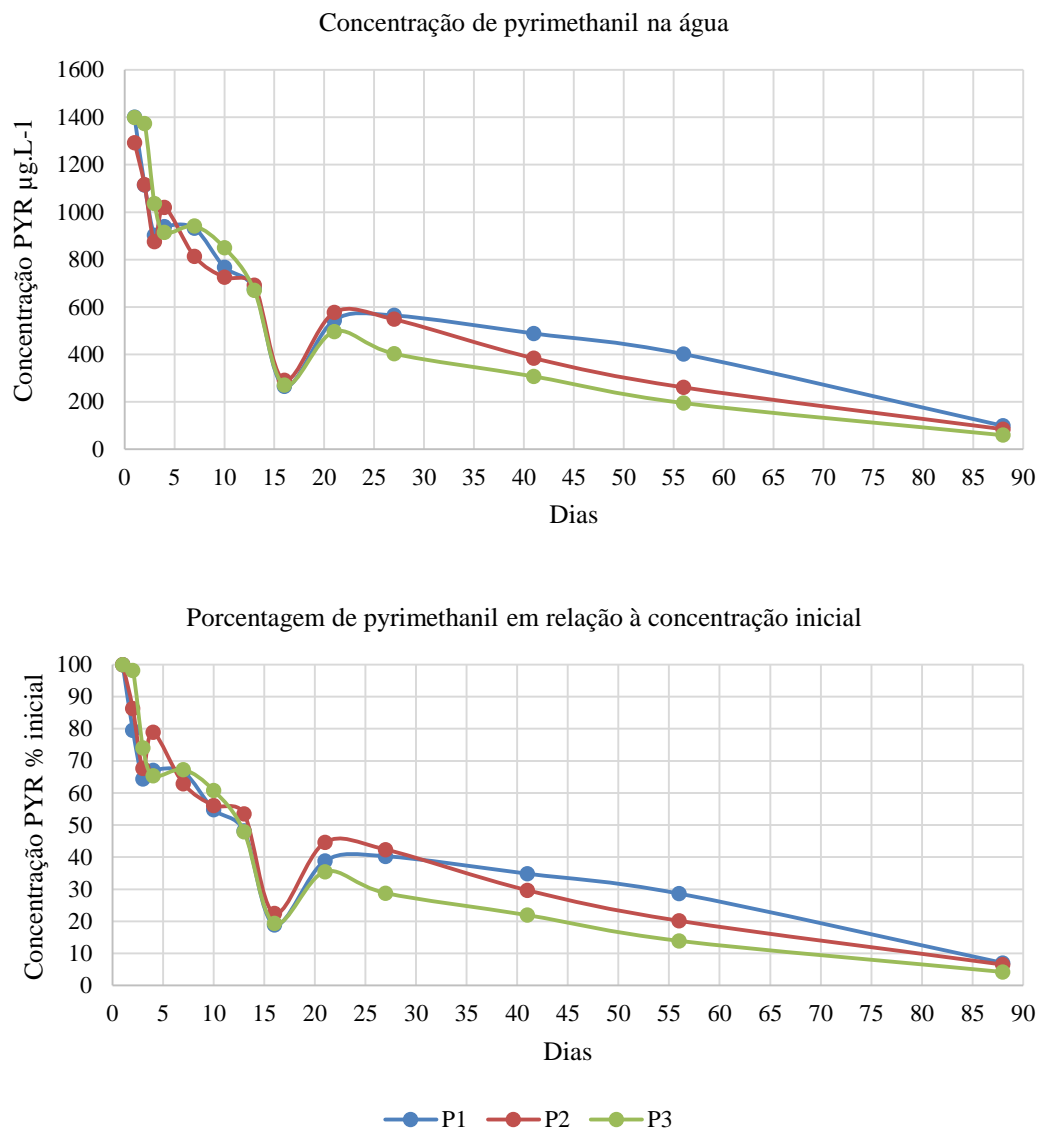 Concentração de pyrimethanil na água
Concentração PYR µg.L-1
1600
1400
1200
1000
800
600
400
200
0
0 5 10 15 20 25 30 35 40 45 50 55 60 65 70 75 80 85 90
Dias
Porcentagem de pyrimethanil em relação à concentração inicial
Concentração PYR % inicial
100
90
80
70
60
50
40
30
20
10
0
0 5 10 15 20 25 30 35 40 45 50 55 60 65 70 75 80 85 90
Dias
P1 P2 P3